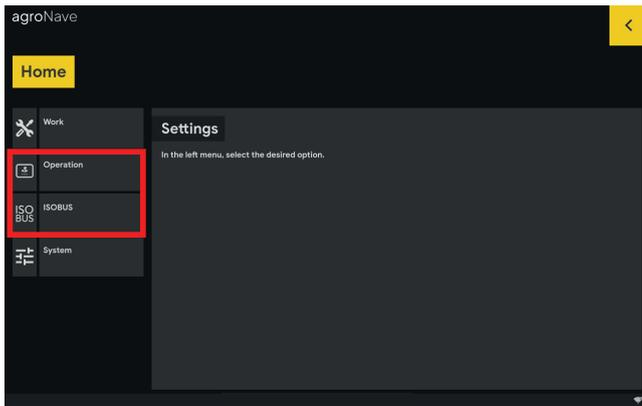 agroNave
Home
Work
Settings
In the left menu, select the desired option.
Operation
ISO
BUS
ISOBUS
System